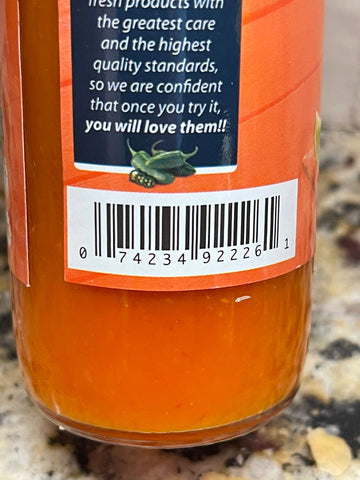 fresh products with
the greatest care
and the highest
quality standards,
so we are confident
that once you try it,
you will love them!!
0 74234 92226 1